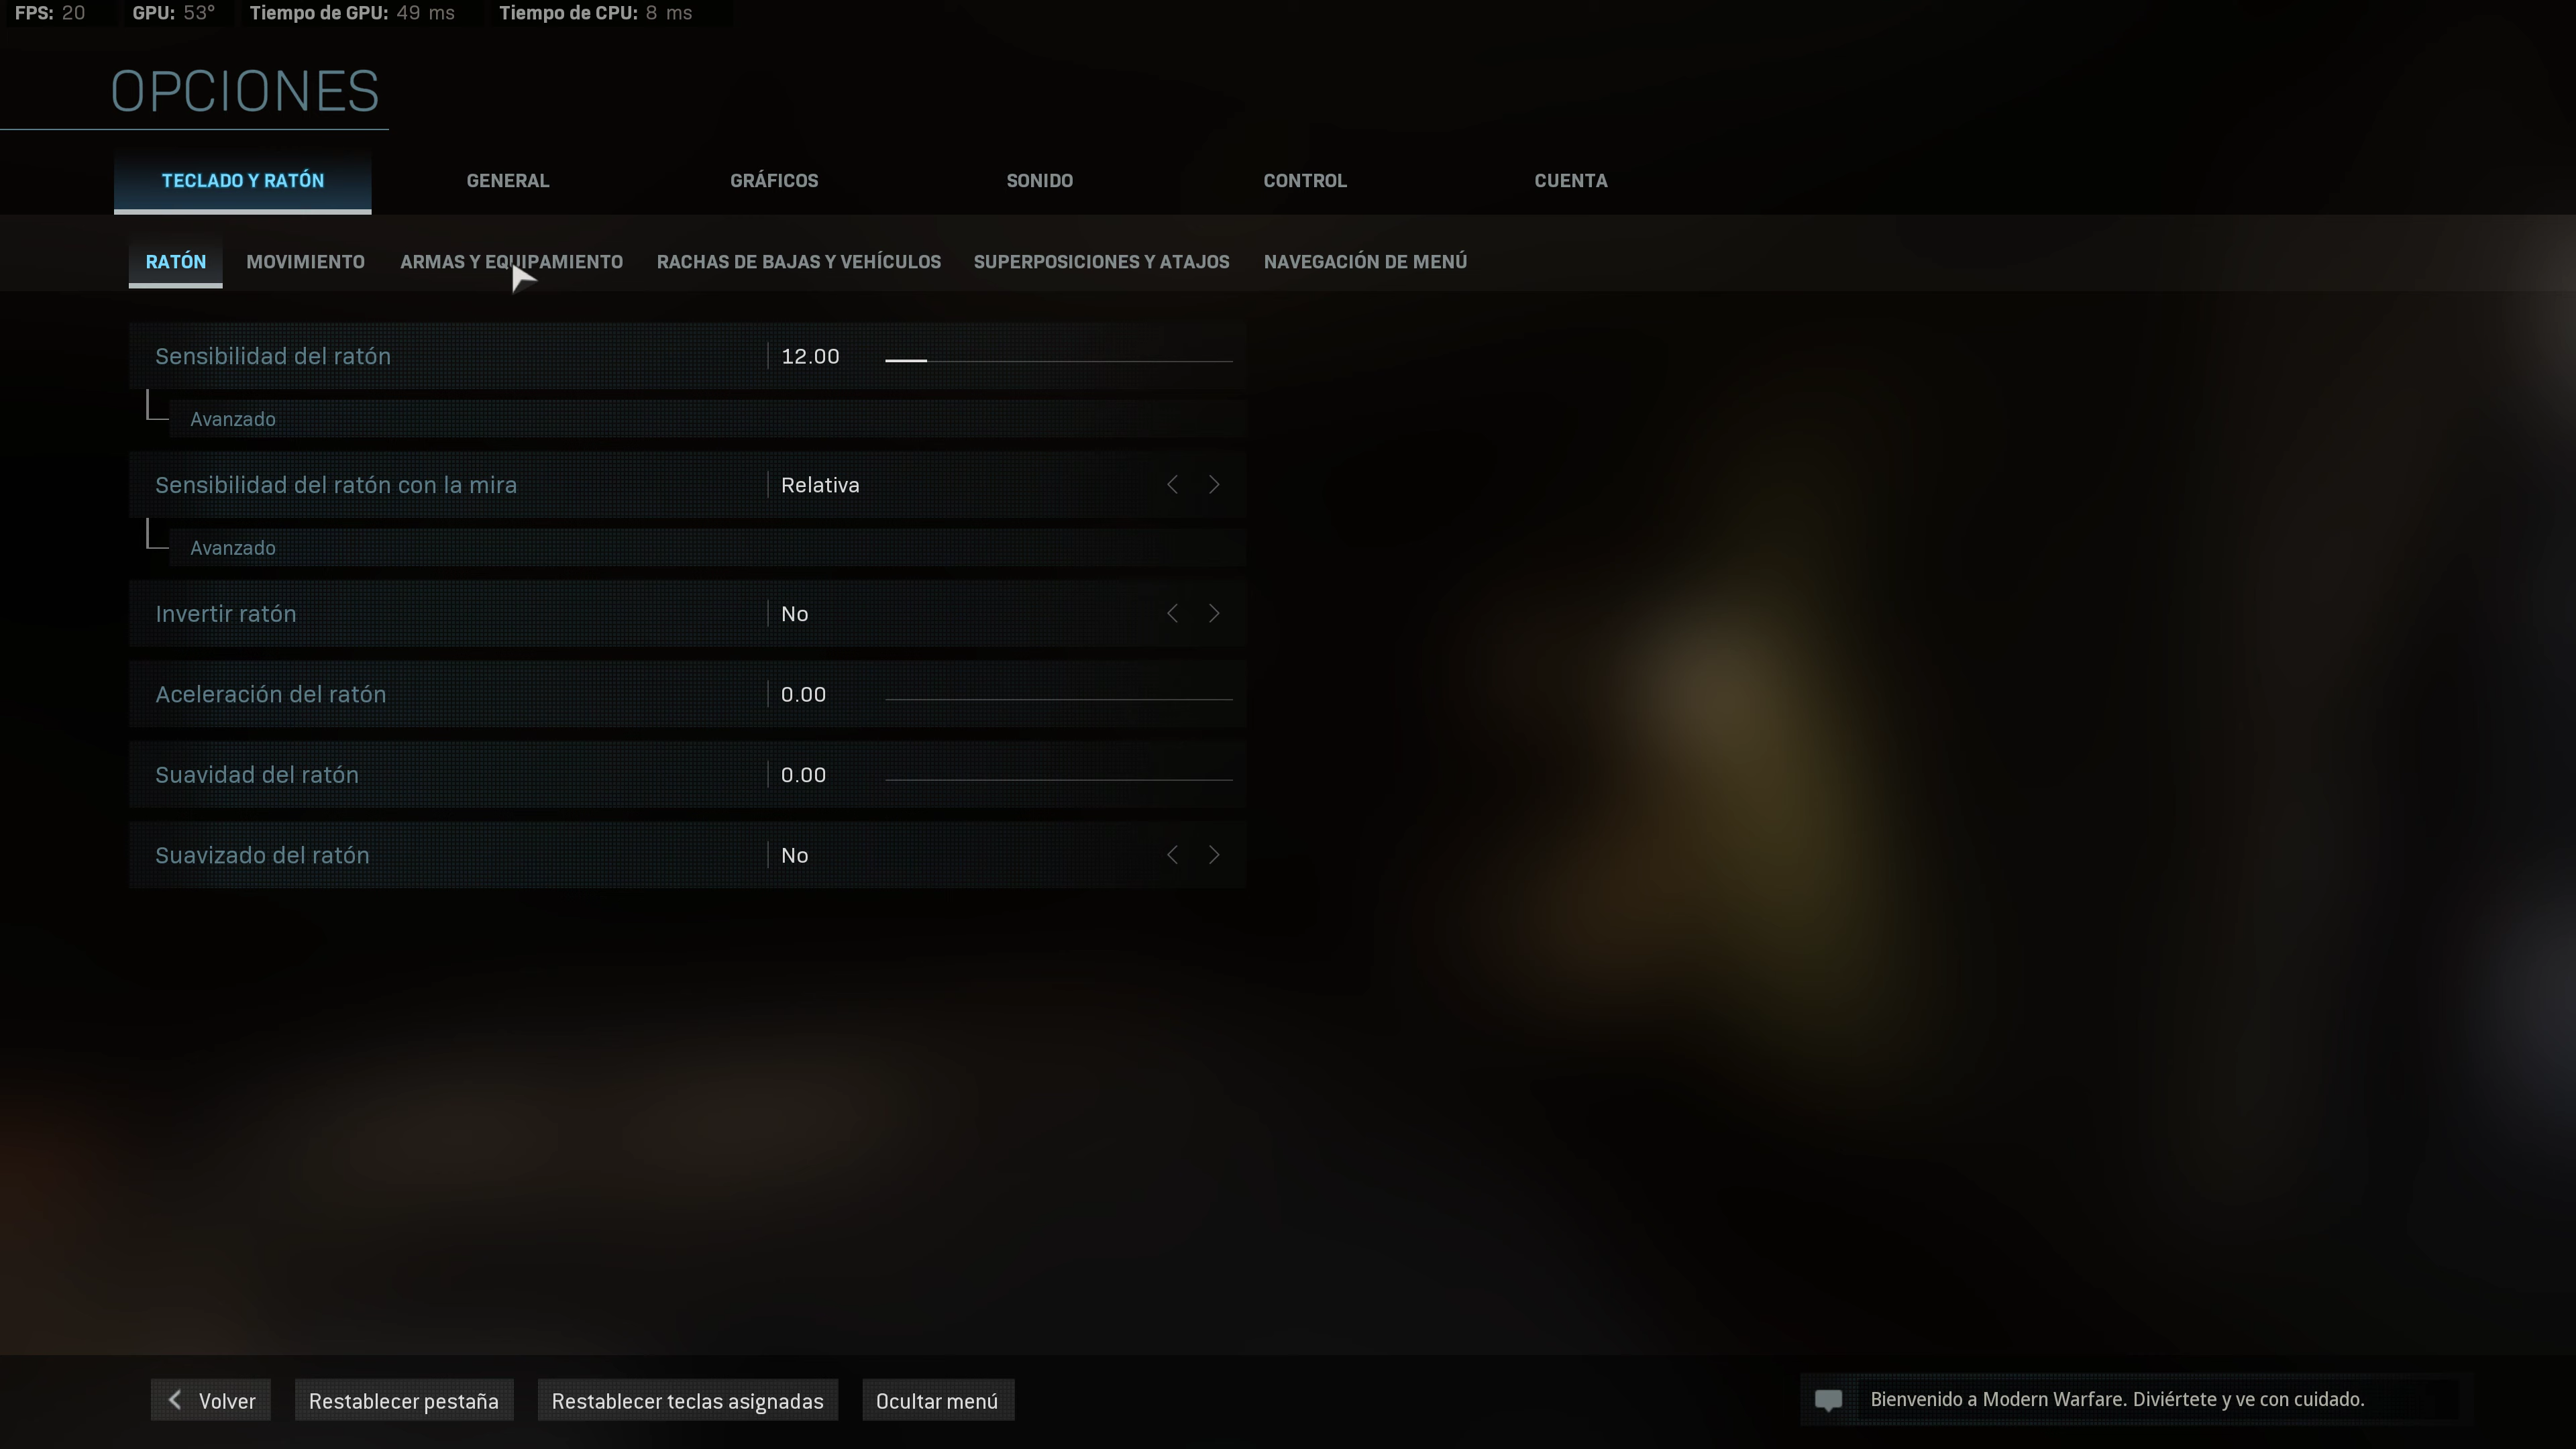 FPS: 20 GPU: 53° Tiempo de GPU: 49 ms Tiempo de CPU: 8 ms
OPCIONES
TECLADO Y RATÓN GENERAL GRÁFICOS SONIDO CONTROL CUENTA
RATÓN MOVIMIENTO ARMAS Y EQUIPAMIENTO RACHAS DE BAJAS Y VEHÍCULOS SUPERPOSICIONES Y ATAJOS NAVEGACIÓN DE MENÚ
Sensibilidad del ratón 12.00
Avanzado
Sensibilidad del ratón con la mira Relativa
Avanzado
Invertir ratón No
Aceleración del ratón 0.00
Suavidad del ratón 0.00
Suavizado del ratón No
Volver Restablecer pestaña Restablecer teclas asignadas Ocultar menú Bienvenido a Modern Warfare. Diviértete y ve con cuidado.